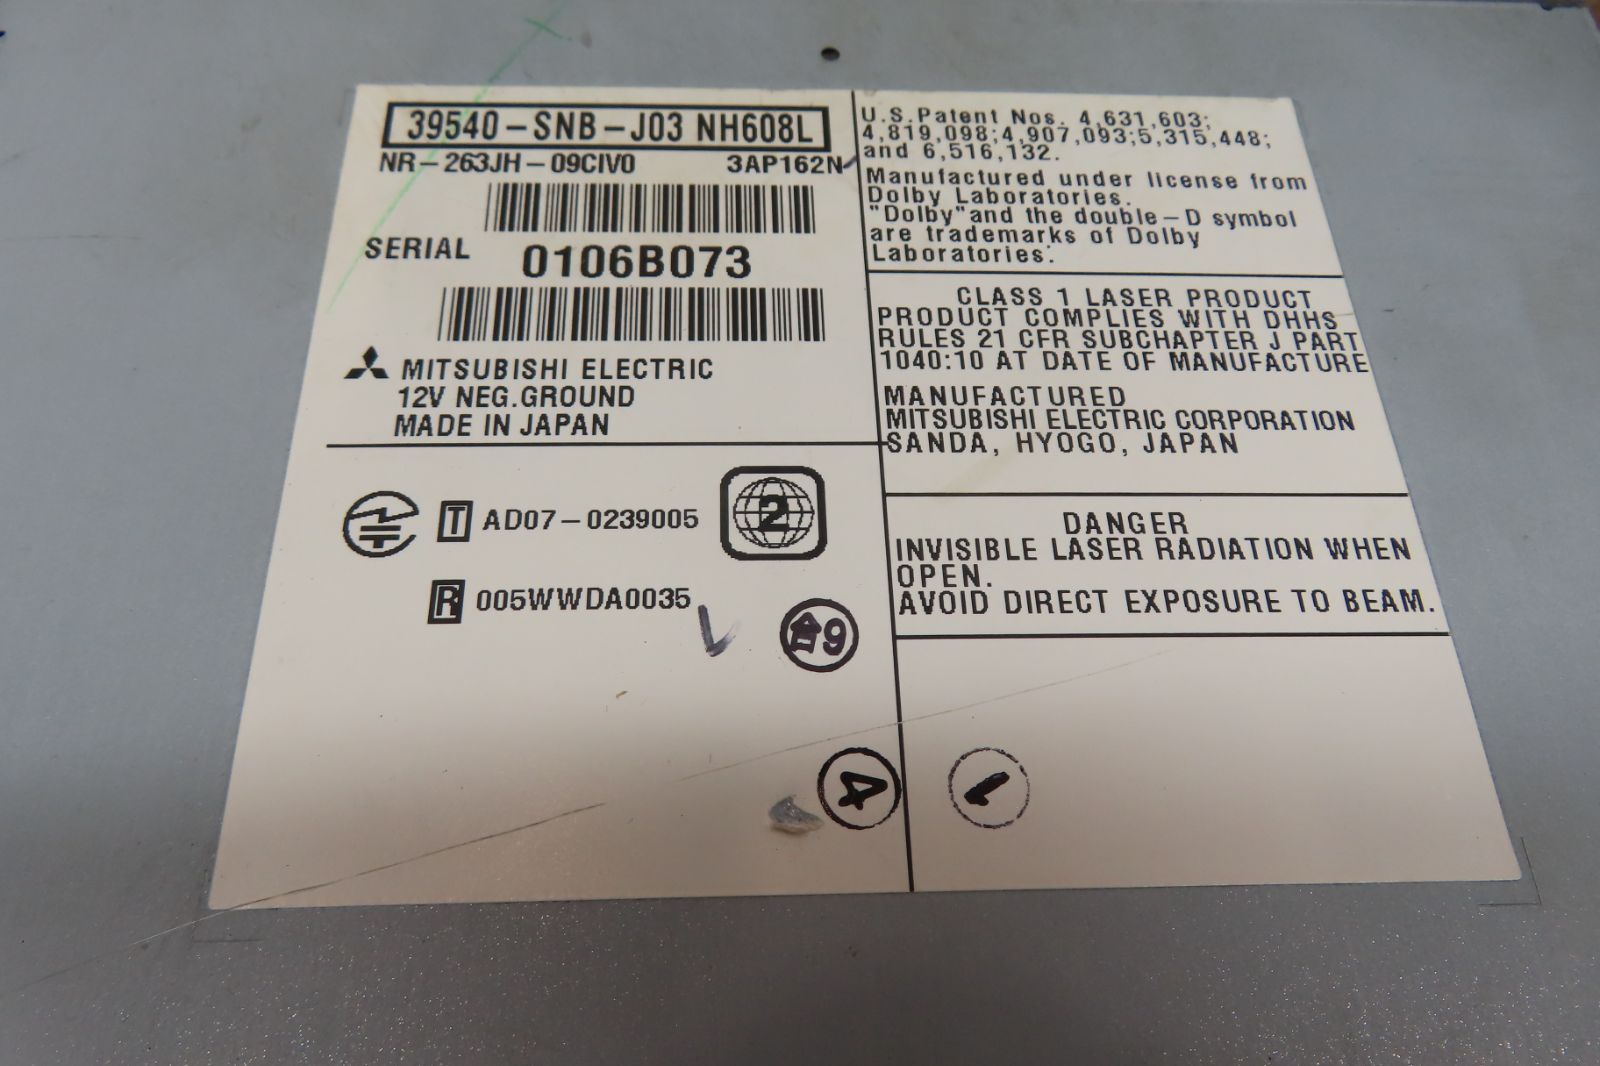 39540-SNB-J03 NH608L
NR-263JH-09CIV0 3AP162N
SERIAL 0106B073
MITSUBISHI ELECTRIC
12V NEG.GROUND
MADE IN JAPAN
T AD07-0239005
2
R 005WWDA0035
合9
4
U.S.Patent Nos. 4,631,603;
4,819,098;4,907,093;5,315,448;
and 6,516,132.
Manufactured under license from
Dolby Laboratories.
"Dolby"and the double-D symbol
are trademarks of Dolby
Laboratories.
CLASS 1 LASER PRODUCT
PRODUCT COMPLIES WITH DHHS
RULES 21 CFR SUBCHAPTER J PART
1040:10 AT DATE OF MANUFACTURE
MANUFACTURED
MITSUBISHI ELECTRIC CORPORATION
SANDA, HYOGO, JAPAN
DANGER
INVISIBLE LASER RADIATION WHEN
OPEN.
AVOID DIRECT EXPOSURE TO BEAM.
1